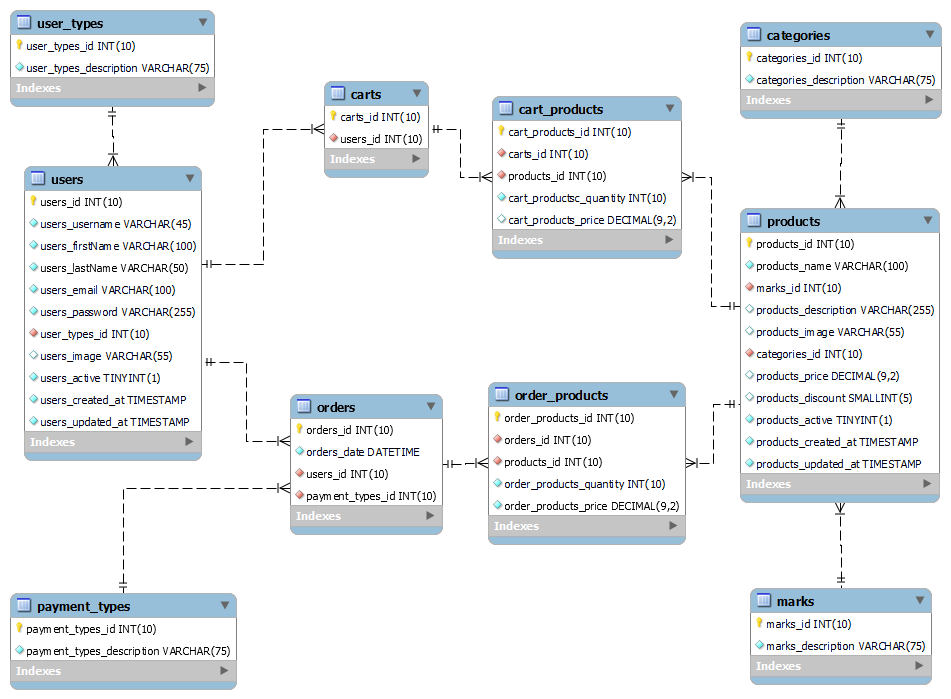 user_types
user_types_id INT(10)
user_types_description VARCHAR(75)
Indexes
users
users_id INT(10)
users_username VARCHAR(45)
users_firstName VARCHAR(100)
users_lastName VARCHAR(50)
users_email VARCHAR(100)
users_password VARCHAR(255)
user_types_id INT(10)
users_image VARCHAR(55)
users_active TINYINT(1)
users_created_at TIMESTAMP
users_updated_at TIMESTAMP
Indexes
payment_types
payment_types_id INT(10)
payment_types_description VARCHAR(75)
Indexes
carts
carts_id INT(10)
users_id INT(10)
Indexes
orders
orders_id INT(10)
orders_date DATETIME
users_id INT(10)
payment_types_id INT(10)
Indexes
cart_products
cart_products_id INT(10)
carts_id INT(10)
products_id INT(10)
cart_productsc_quantity INT(10)
cart_products_price DECIMAL(9,2)
Indexes
order_products
order_products_id INT(10)
orders_id INT(10)
products_id INT(10)
order_products_quantity INT(10)
order_products_price DECIMAL(9,2)
Indexes
categories
categories_id INT(10)
categories_description VARCHAR(75)
Indexes
products
products_id INT(10)
products_name VARCHAR(100)
marks_id INT(10)
products_description VARCHAR(255)
products_image VARCHAR(55)
categories_id INT(10)
products_price DECIMAL(9,2)
products_discount SMALLINT(5)
products_active TINYINT(1)
products_created_at TIMESTAMP
products_updated_at TIMESTAMP
Indexes
marks
marks_id INT(10)
marks_description VARCHAR(75)
Indexes